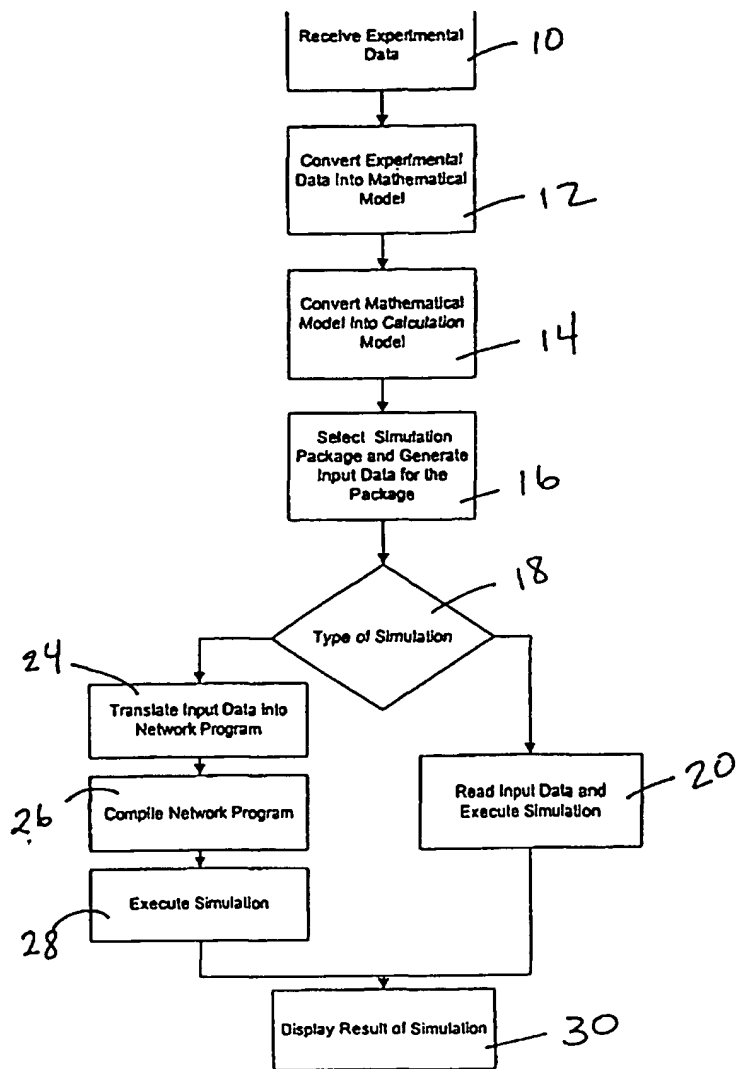 Receive Experimental
Data
10
Convert Experimental
Data Into Mathematical
Model
12
Convert Mathematical
Model Into Calculation
Model
14
Select Simulation
Package and Generate
Input Data for the
Package
16
18
Type of Simulation
24
Translate Input Data into
Network Program
20
Read Input Data and
Execute Simulation
26
Compile Network Program
Execute Simulation
28
Display Result of Simulation
30